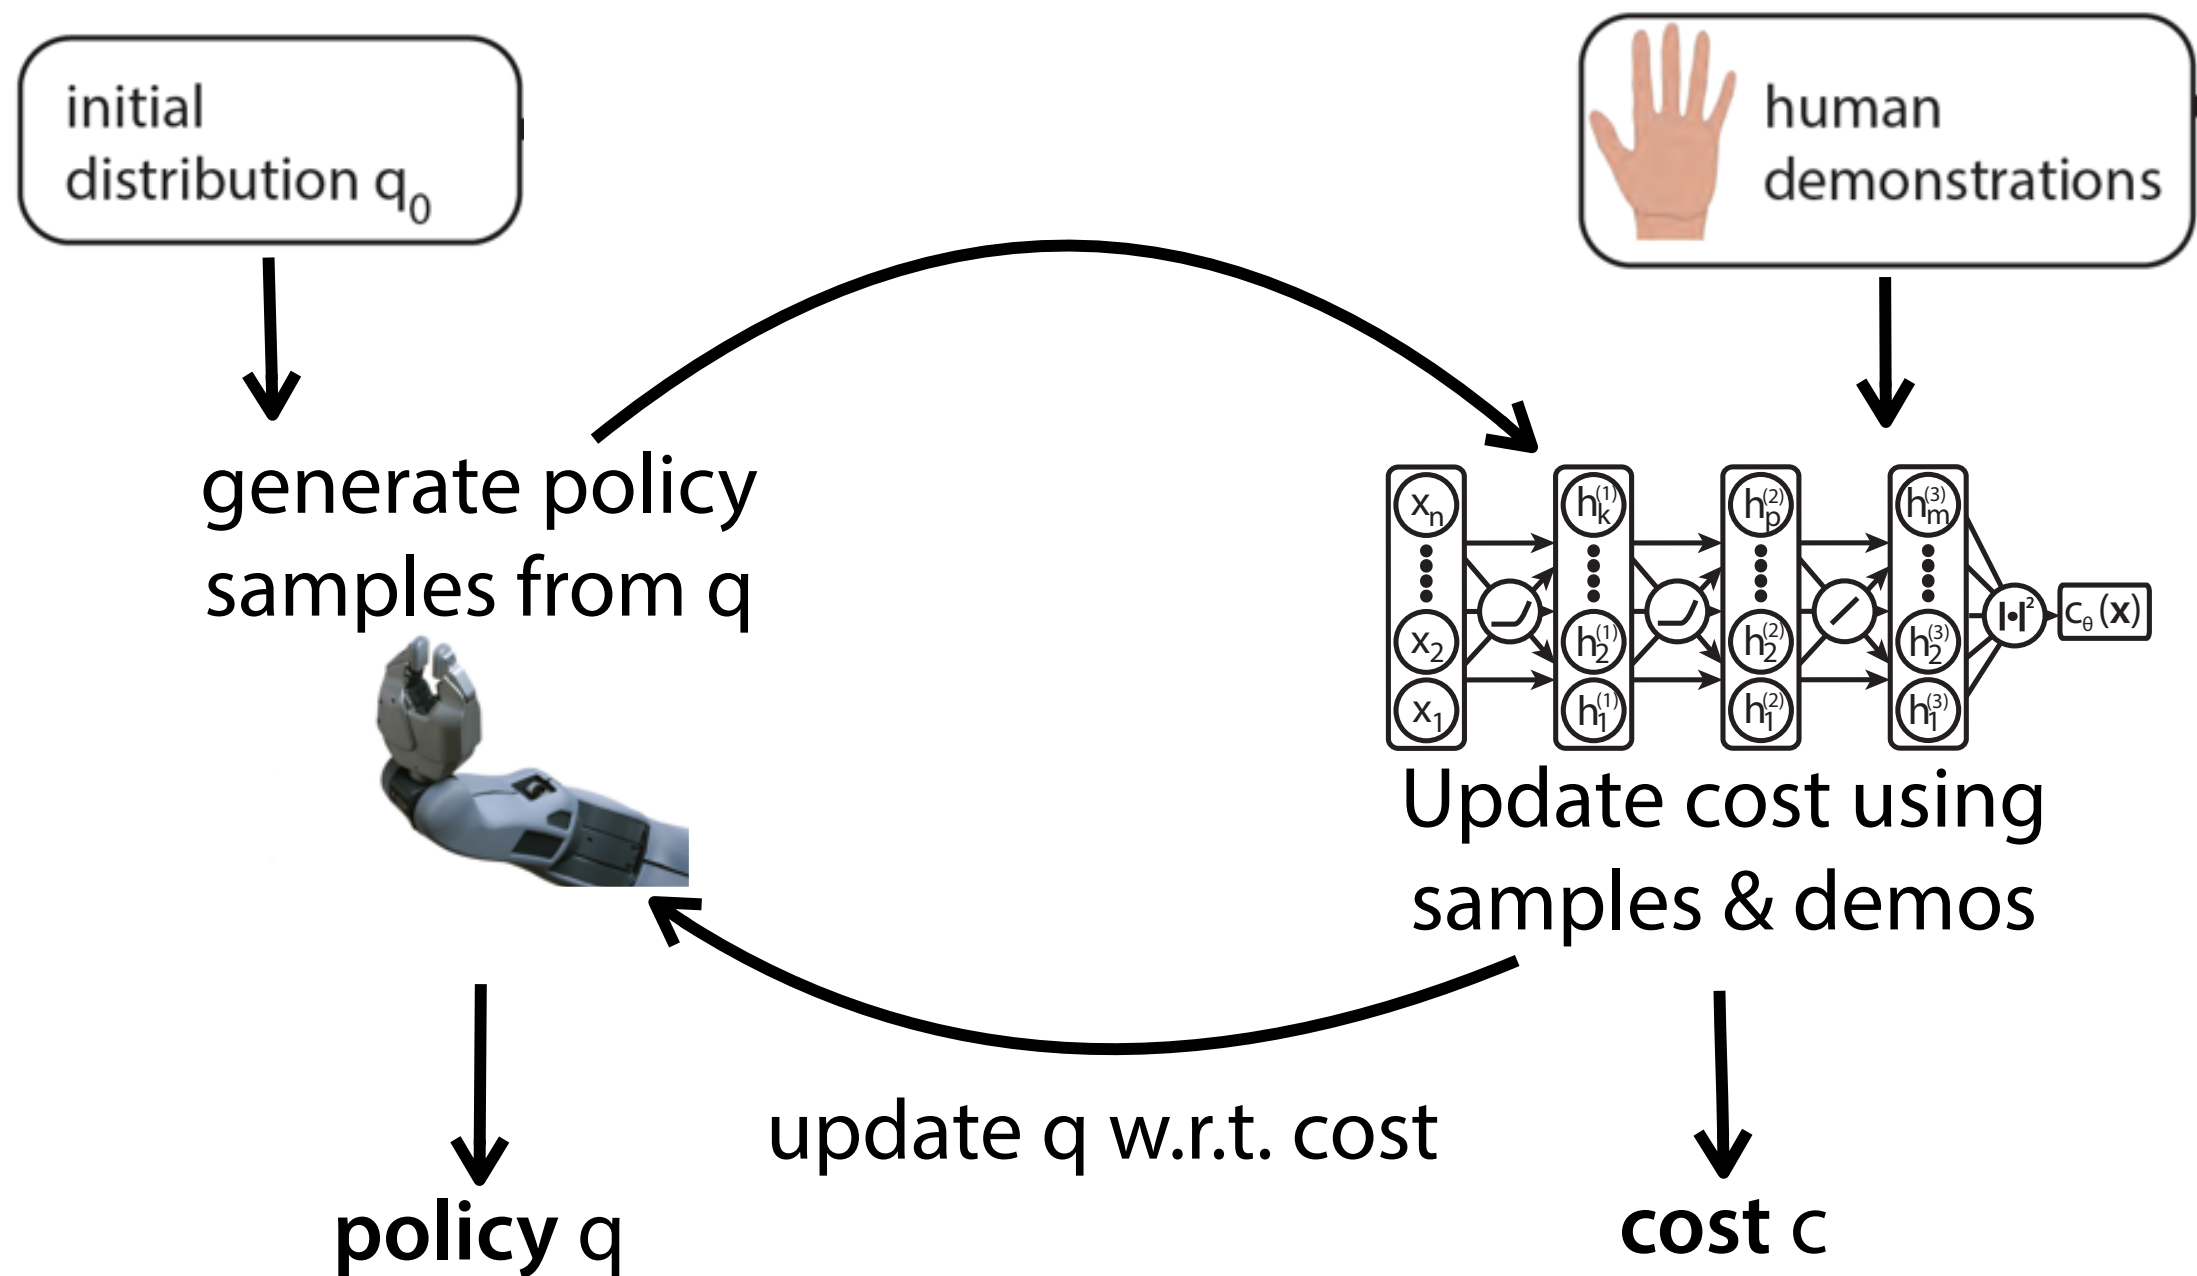 initial
distribution q₀
human
demonstrations
generate policy
samples from q
xₙ hₖ⁽¹⁾ hₚ⁽²⁾ hₘ⁽³⁾
x₂ h₂⁽¹⁾ h₂⁽²⁾ h₂⁽³⁾ |•|² c_θ(x)
x₁ h₁⁽¹⁾ h₁⁽²⁾ h₁⁽³⁾
Update cost using
samples & demos
update q w.r.t. cost
policy q
cost c